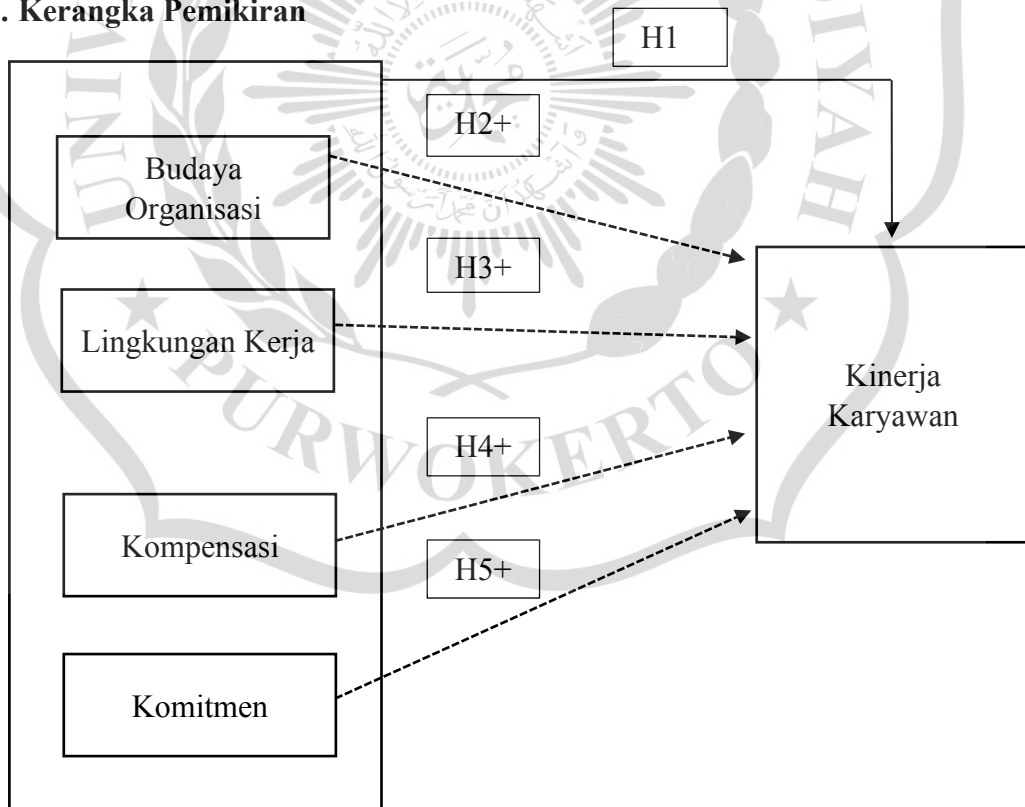 . Kerangka Pemikiran
H1
H2+
Budaya
Organisasi
H3+
Lingkungan Kerja
Kinerja
Karyawan
H4+
Kompensasi
H5+
Komitmen
PURWOKERTO